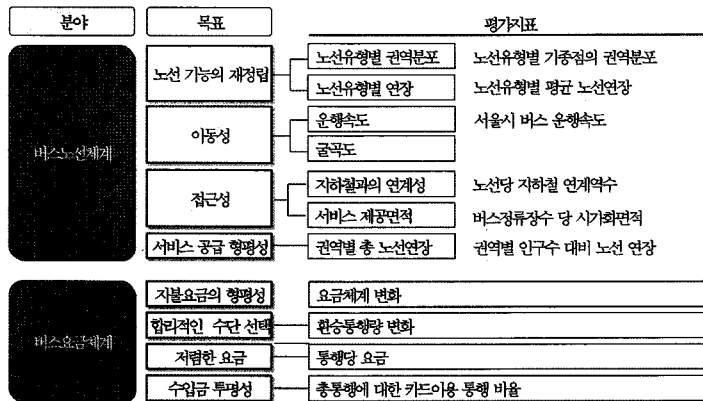 분야 목표 평가지표
버스노선체계
노선 기능의 재정립
노선유형별 권역분포 노선유형별 기종점의 권역분포
노선유형별 연장 노선유형별 평균 노선연장
이동성
운행속도 서울시 버스 운행속도
굴곡도
접근성
지하철과의 연계성 노선당 지하철 연계역수
서비스 제공면적 버스정류장수 당 시가화면적
서비스 공급 형평성 권역별 총 노선연장 권역별 인구수 대비 노선 연장
버스요금체계
지불요금의 형평성 요금체계 변화
합리적인 수단 선택 환승통행량 변화
저렴한 요금 통행당 요금
수입금 투명성 총통행에 대한 카드이용 통행 비율